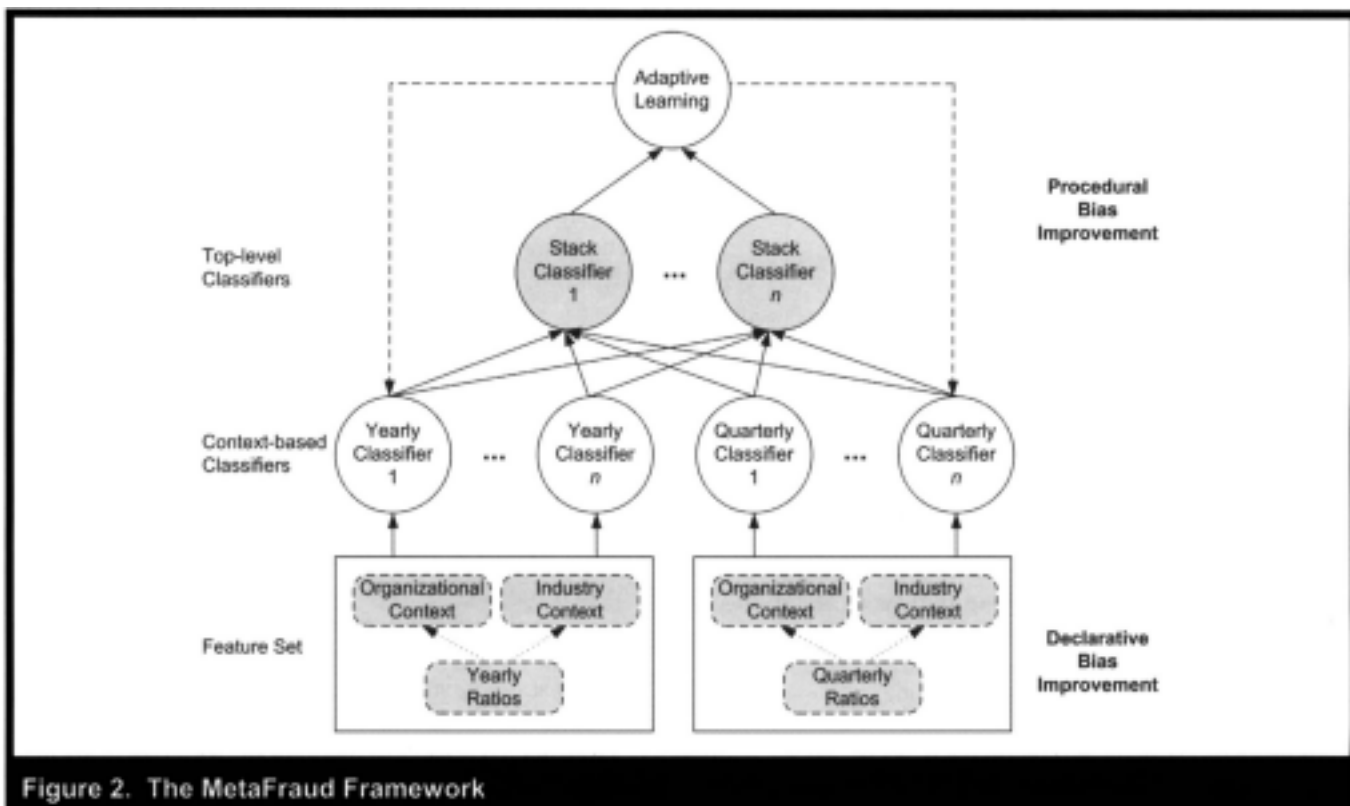 Adaptive
Learning
Procedural
Bias
Improvement
Top-level
Classifiers
Stack
Classifier
1
...
Stack
Classifier
n
Context-based
Classifiers
Yearly
Classifier
1
...
Yearly
Classifier
n
Quarterly
Classifier
1
...
Quarterly
Classifier
n
Feature Set
Organizational
Context
Industry
Context
Yearly
Ratios
Organizational
Context
Industry
Context
Quarterly
Ratios
Declarative
Bias
Improvement
Figure 2. The MetaFraud Framework